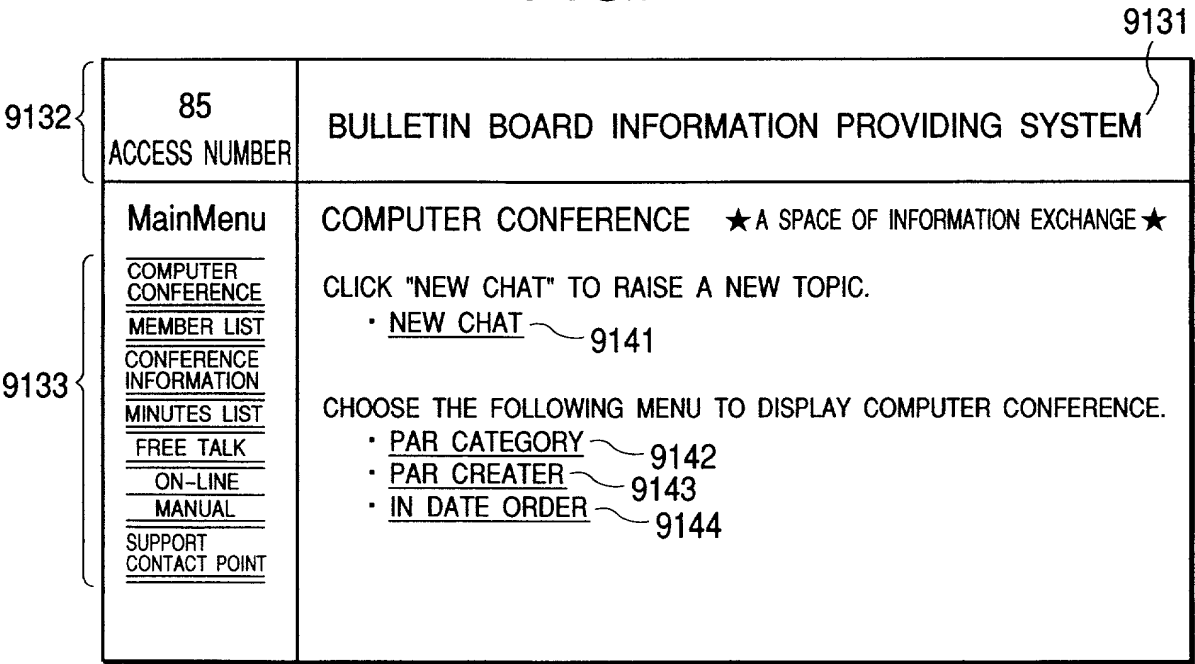 9131
9132
85
ACCESS NUMBER
BULLETIN BOARD INFORMATION PROVIDING SYSTEM
MainMenu
COMPUTER CONFERENCE ★ A SPACE OF INFORMATION EXCHANGE ★
9133
COMPUTER
CONFERENCE
MEMBER LIST
CONFERENCE
INFORMATION
MINUTES LIST
FREE TALK
ON-LINE
MANUAL
SUPPORT
CONTACT POINT
CLICK "NEW CHAT" TO RAISE A NEW TOPIC.
· NEW CHAT 9141
CHOOSE THE FOLLOWING MENU TO DISPLAY COMPUTER CONFERENCE.
· PAR CATEGORY 9142
· PAR CREATER 9143
· IN DATE ORDER 9144